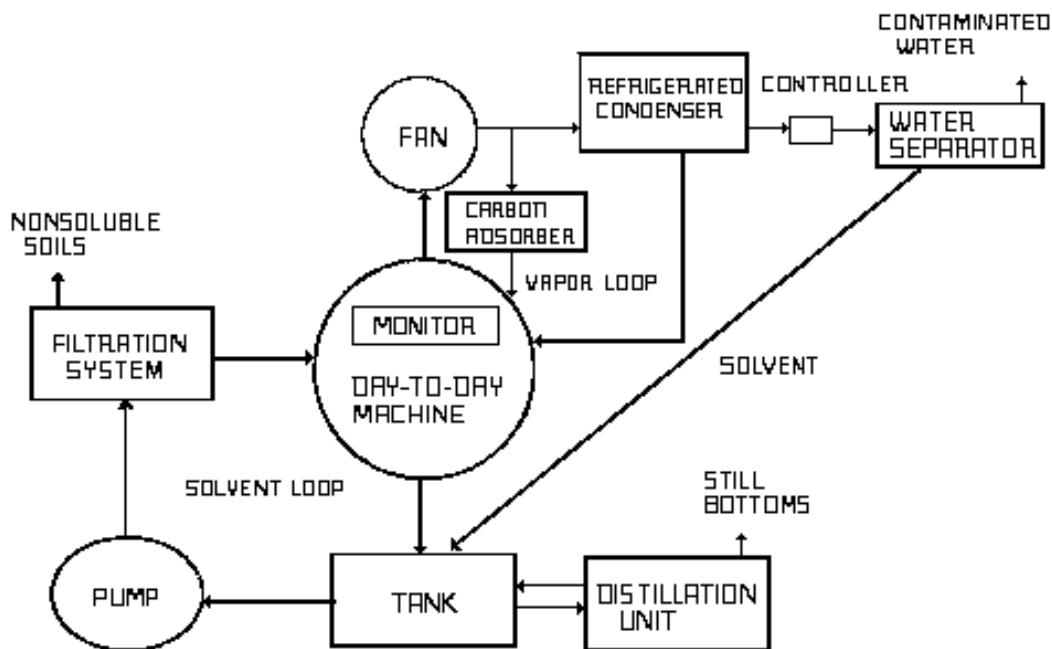 CONTAMINATED
WATER
REFRIGERATED
CONDENSER
CONTROLLER
WATER
SEPARATOR
FAN
CARBON
ADSORBER
NONSOLUBLE
SOILS
VAPOR LOOP
MONITOR
FILTRATION
SYSTEM
DAY-TO-DAY
MACHINE
SOLVENT
SOLVENT LOOP
STILL
BOTTOMS
PUMP
TANK
DISTILLATION
UNIT